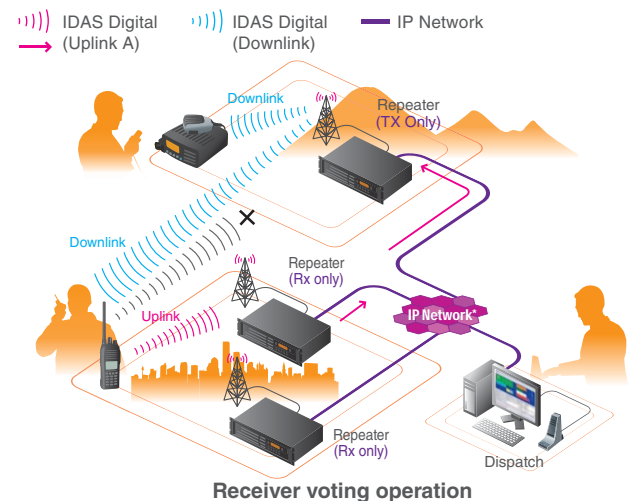 IDAS Digital
(Uplink A)
IDAS Digital
(Downlink)
IP Network
Downlink
Repeater
(TX Only)
Downlink
Repeater
(Rx only)
Uplink
IP Network*
Repeater
(Rx only)
Dispatch
Receiver voting operation